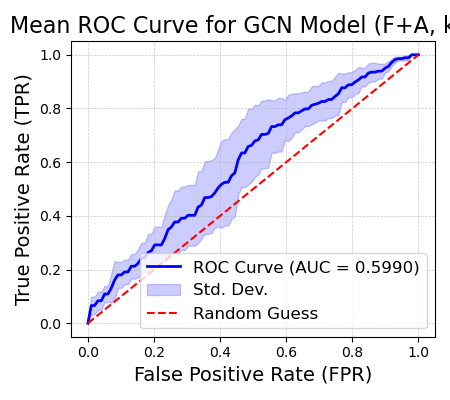 Mean ROC Curve for GCN Model (F+A, k
True Positive Rate (TPR)
1.0
0.8
0.6
0.4
0.2
0.0
ROC Curve (AUC = 0.5990)
Std. Dev.
Random Guess
0.0 0.2 0.4 0.6 0.8 1.0
False Positive Rate (FPR)